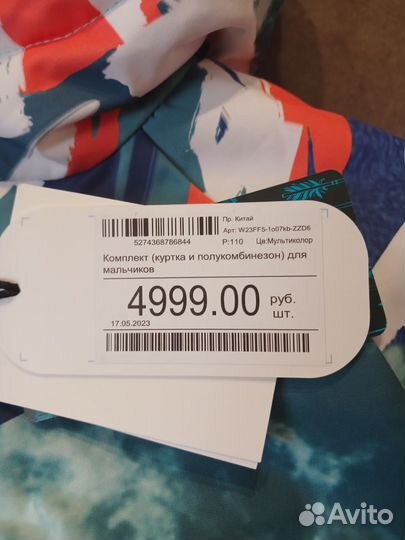 Пр. Китай
Арт: W23FF5-1o07kb-ZZD6
5274368786844
Р:110 Цв:Мультиколор
Комплект (куртка и полукомбинезон) для
мальчиков
4999.00 руб.
шт.
17.05.2023
Avito